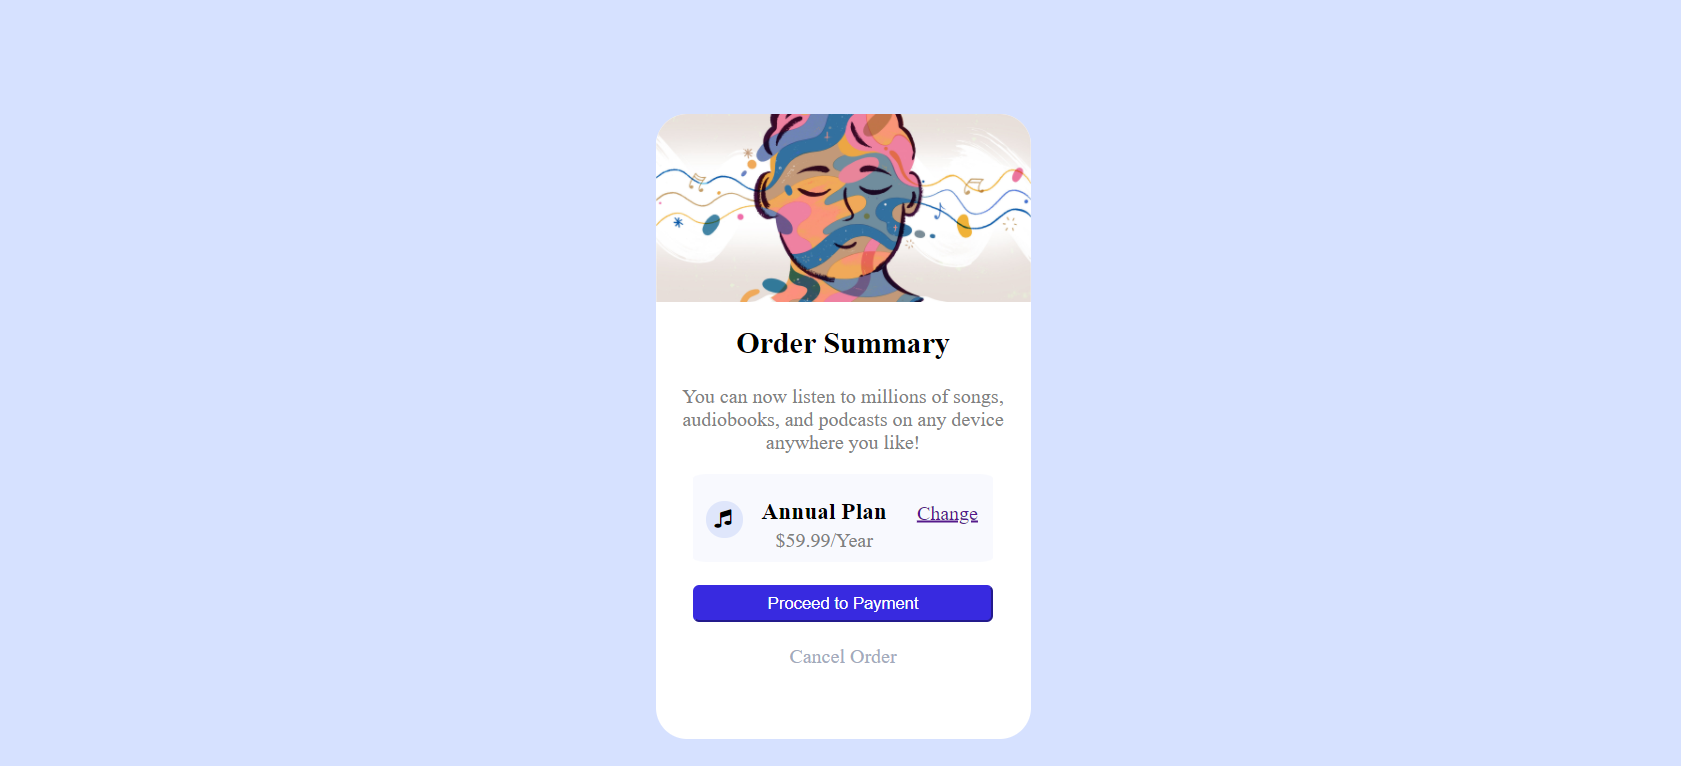 Order Summary
You can now listen to millions of songs,
audiobooks, and podcasts on any device
anywhere you like!
Annual Plan
Change
$59.99/Year
Proceed to Payment
Cancel Order